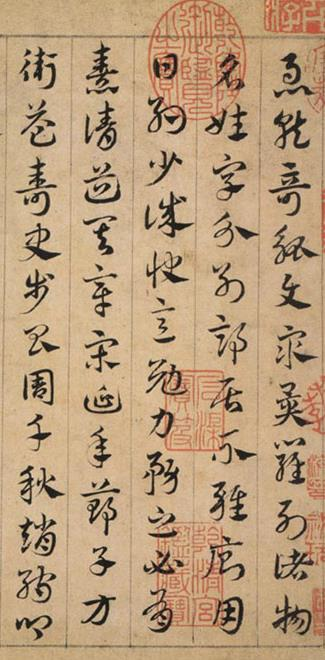 急就奇觚與衆異羅列諸物
名姓字分別部居不雜廁用
日約少誠快意勉力務之必有
憙請道其章宋延年鄭子方
衛益壽史步昌周千秋趙孺卿